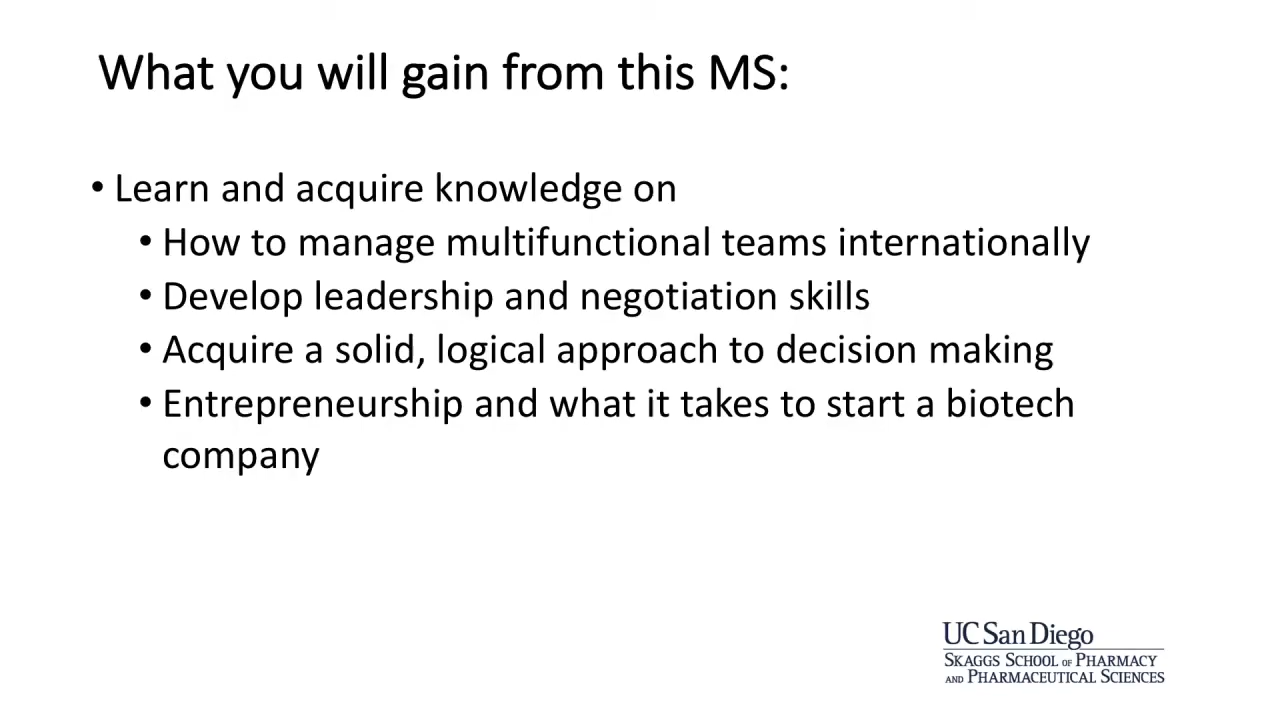 What you will gain from this MS:
• Learn and acquire knowledge on
• How to manage multifunctional teams internationally
• Develop leadership and negotiation skills
• Acquire a solid, logical approach to decision making
• Entrepreneurship and what it takes to start a biotech
company
UC San Diego
SKAGGS SCHOOL OF PHARMACY
AND PHARMACEUTICAL SCIENCES